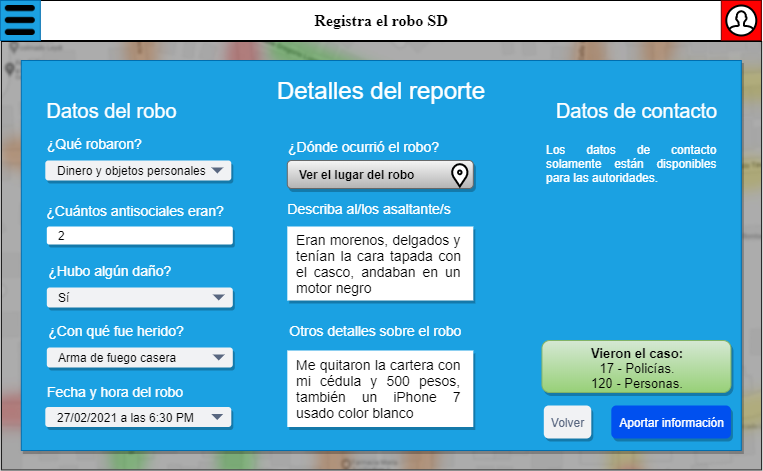 Registra el robo SD
Detalles del reporte
Datos del robo
¿Qué robaron?
Dinero y objetos personales
¿Cuántos antisociales eran?
2
¿Hubo algún daño?
Sí
¿Con qué fue herido?
Arma de fuego casera
Fecha y hora del robo
27/02/2021 a las 6:30 PM
¿Dónde ocurrió el robo?
Ver el lugar del robo
Describa al/los asaltante/s
Eran morenos, delgados y
tenían la cara tapada con
el casco, andaban en un
motor negro
Otros detalles sobre el robo
Me quitaron la cartera con
mi cédula y 500 pesos,
también un iPhone 7
usado color blanco
Datos de contacto
Los datos de contacto
solamente están disponibles
para las autoridades.
Vieron el caso:
17 - Policías.
120 - Personas.
Volver
Aportar información